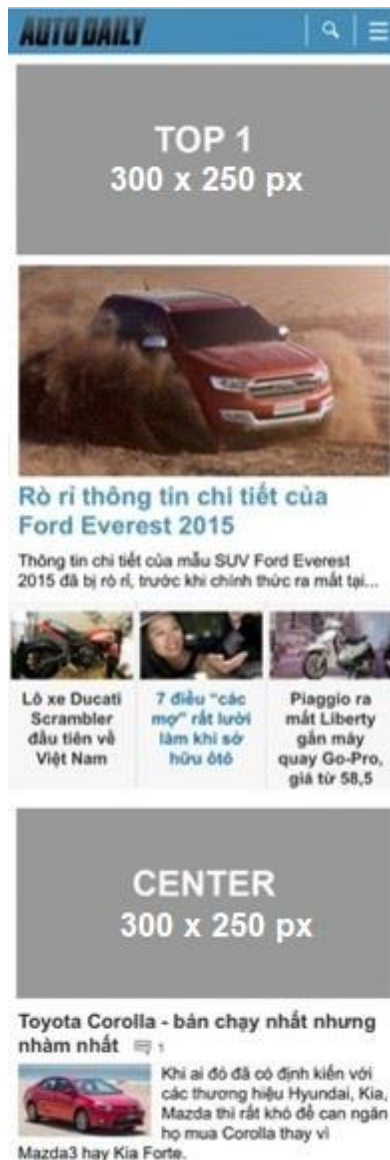 AUTO DAILY
TOP 1
300 x 250 px
Rò rỉ thông tin chi tiết của
Ford Everest 2015
Thông tin chi tiết của mẫu SUV Ford Everest
2015 đã bị rò rỉ, trước khi chính thức ra mắt tại...
Lô xe Ducati
Scrambler
đầu tiên về
Việt Nam
7 điều "các
mợ" rất lười
làm khi sở
hữu ôtô
Piaggio ra
mắt Liberty
gắn máy
quay Go-Pro,
giá từ 58,5
CENTER
300 x 250 px
Toyota Corolla - bán chạy nhất nhưng
nhàm nhất 1
Khi ai đó đã có định kiến với
các thương hiệu Hyundai, Kia,
Mazda thì rất khó để can ngăn
họ mua Corolla thay vì
Mazda3 hay Kia Forte.